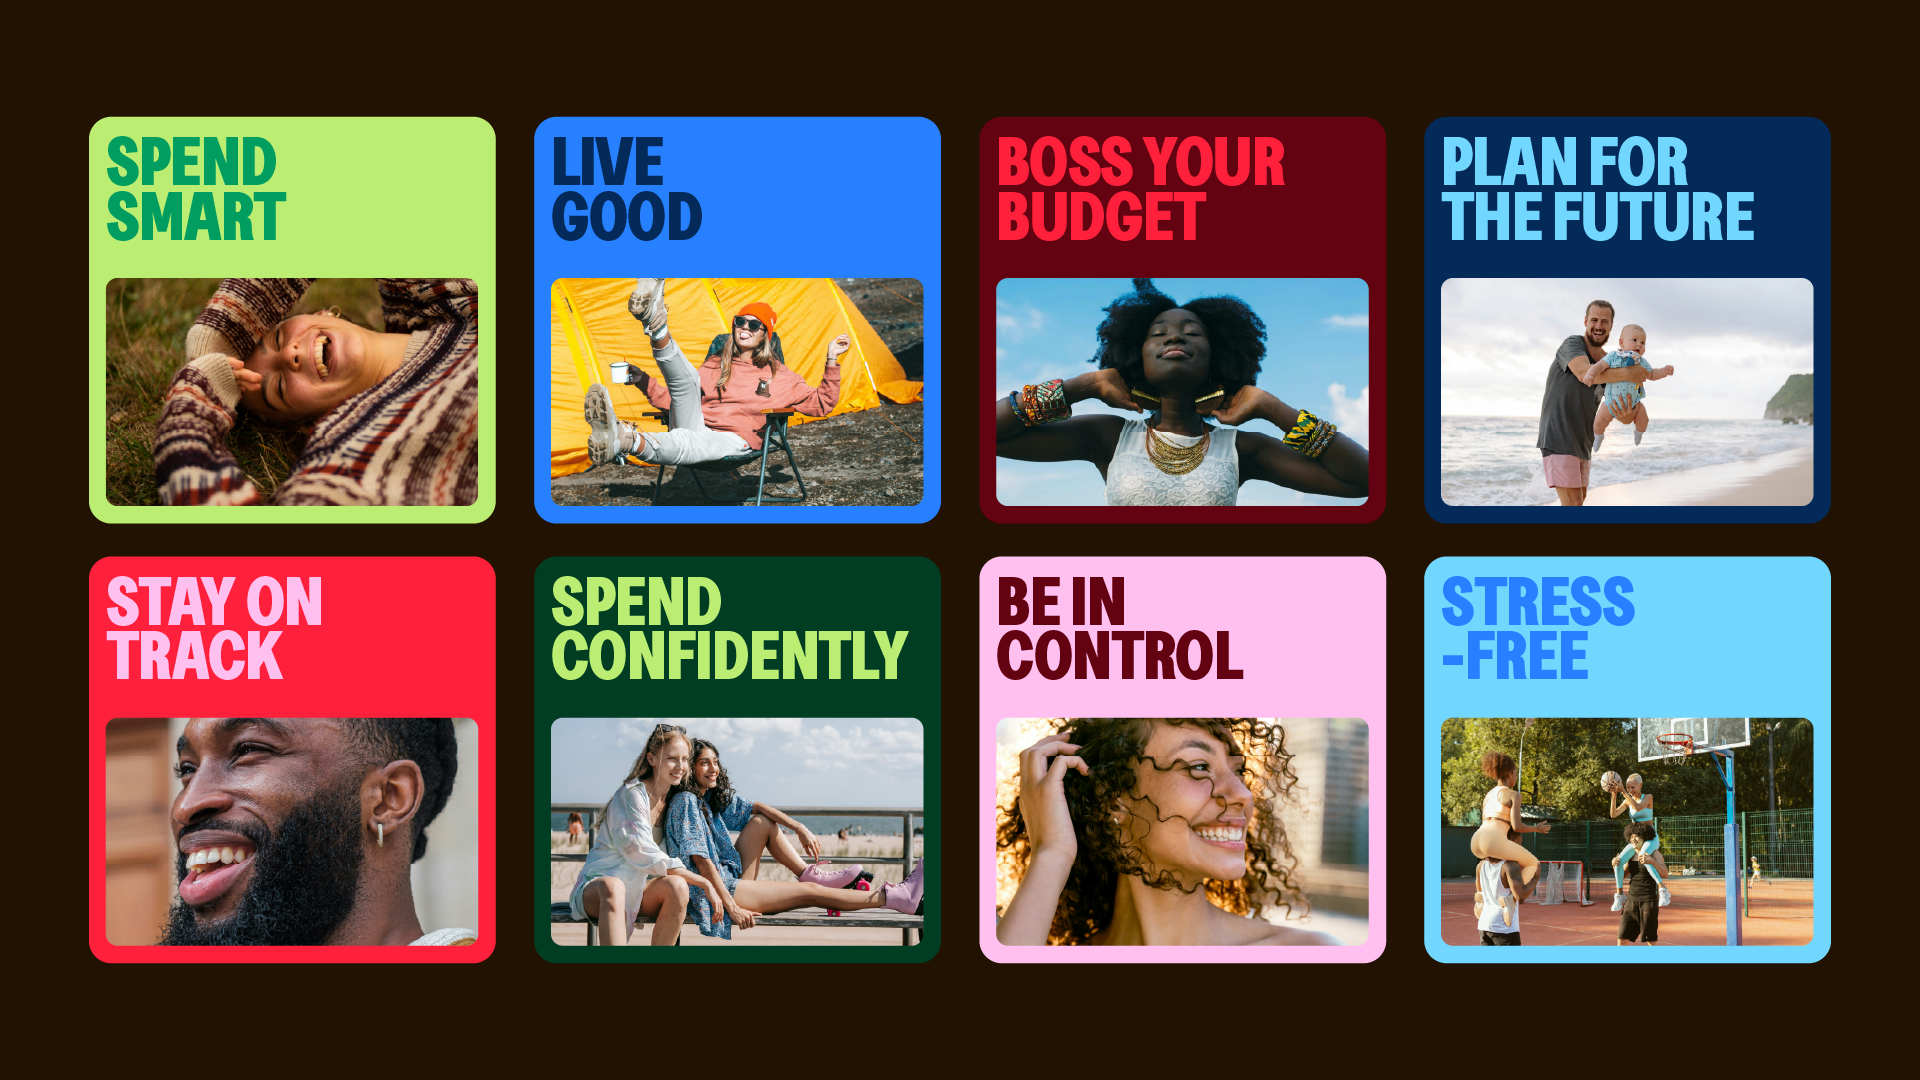 SPEND
SMART
LIVE
GOOD
BOSS YOUR
BUDGET
PLAN FOR
THE FUTURE
STAY ON
TRACK
SPEND
CONFIDENTLY
BE IN
CONTROL
STRESS
-FREE